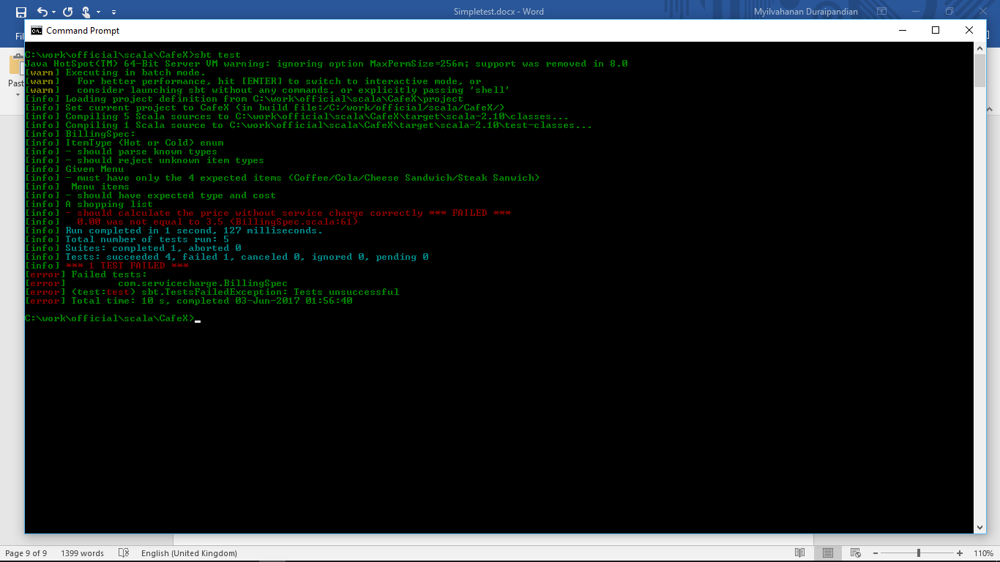 Simpletest.docx - Word
Myilvahanan Duraipandian
Fi
Command Prompt
Past
C:\work\official\scala\CafeX>sbt test
Java HotSpot(TM) 64-Bit Server VM warning: ignoring option MaxPermSize=256m; support was removed in 8.0
[warn] Executing in batch mode.
[warn]   For better performance, hit [ENTER] to switch to interactive mode, or
[warn]   consider launching sbt without any commands, or explicitly passing 'shell'
[info] Loading project definition from C:\work\official\scala\CafeX\project
[info] Set current project to CafeX (in build file:/C:/work/official/scala/CafeX/)
[info] Compiling 5 Scala sources to C:\work\official\scala\CafeX\target\scala-2.10\classes...
[info] Compiling 1 Scala source to C:\work\official\scala\CafeX\target\scala-2.10\test-classes...
[info] BillingSpec:
[info] ItemType (Hot or Cold) enum
[info] - should parse known types
[info] - should reject unknown item types
[info] Given Menu
[info] - must have only the 4 expected items (Coffee/Cola/Cheese Sandwich/Steak Sanwich)
[info]  Menu items
[info] - should have expected type and cost
[info] A shopping list
[info] - should calculate the price without service charge correctly *** FAILED ***
[info]   0.00 was not equal to 3.5 (BillingSpec.scala:61)
[info] Run completed in 1 second, 127 milliseconds.
[info] Total number of tests run: 5
[info] Suites: completed 1, aborted 0
[info] Tests: succeeded 4, failed 1, canceled 0, ignored 0, pending 0
[info] *** 1 TEST FAILED ***
[error] Failed tests:
[error]         com.servicecharge.BillingSpec
[error] (test:test) sbt.TestsFailedException: Tests unsuccessful
[error] Total time: 10 s, completed 03-Jun-2017 01:56:40
C:\work\official\scala\CafeX>
Page 9 of 9 1399 words English (United Kingdom) 110%